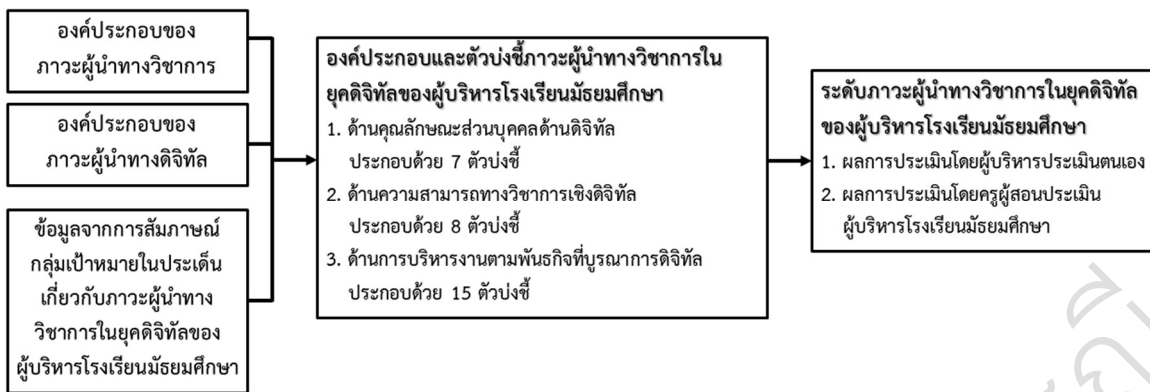 องค์ประกอบของ
ภาวะผู้นำทางวิชาการ
องค์ประกอบของ
ภาวะผู้นำทางดิจิทัล
ข้อมูลจากการสัมภาษณ์
กลุ่มเป้าหมายในประเด็น
เกี่ยวกับภาวะผู้นำทาง
วิชาการในยุคดิจิทัลของ
ผู้บริหารโรงเรียนมัธยมศึกษา
องค์ประกอบและตัวบ่งชี้ภาวะผู้นำทางวิชาการใน
ยุคดิจิทัลของผู้บริหารโรงเรียนมัธยมศึกษา
1. ด้านคุณลักษณะส่วนบุคคลด้านดิจิทัล
ประกอบด้วย 7 ตัวบ่งชี้
2. ด้านความสามารถทางวิชาการเชิงดิจิทัล
ประกอบด้วย 8 ตัวบ่งชี้
3. ด้านการบริหารงานตามพันธกิจที่บูรณาการดิจิทัล
ประกอบด้วย 15 ตัวบ่งชี้
ระดับภาวะผู้นำทางวิชาการในยุคดิจิทัล
ของผู้บริหารโรงเรียนมัธยมศึกษา
1. ผลการประเมินโดยผู้บริหารประเมินตนเอง
2. ผลการประเมินโดยครูผู้สอนประเมิน
ผู้บริหารโรงเรียนมัธยมศึกษา